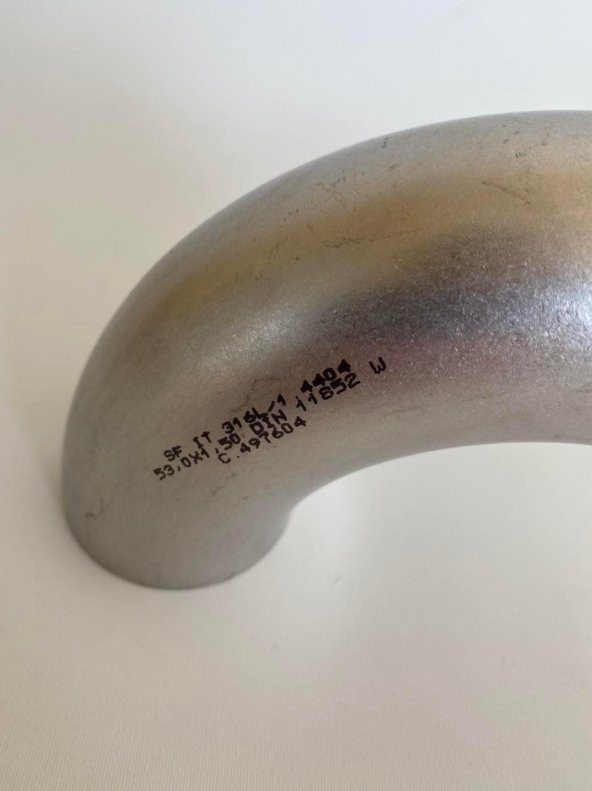 SF IT 316L/1.4404
53,0X1,50 DIN 11852 W
C.497604